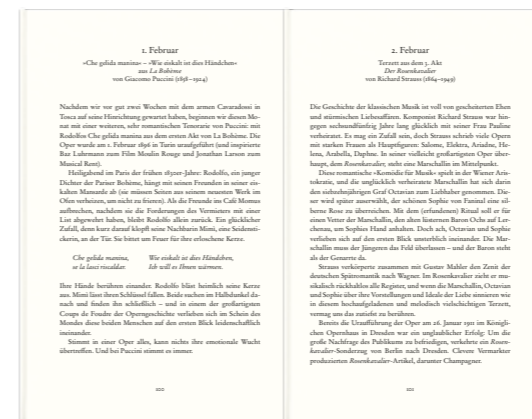 1. Februar
»Che gelida manina« – »Wie eiskalt ist dies Händchen«
aus La Bohème
von Giacomo Puccini (1858–1924)
Nachdem wir vor gut zwei Wochen mit dem armen Cavaradossi in
Tosca auf seine Hinrichtung gewartet haben, beginnen wir diesen Mo-
nat mit einer weiteren, sehr romantischen Tenorarie von Puccini: mit
Rodolfos Che gelida manina aus dem ersten Akt von La Bohème. Die
Oper wurde am 1. Februar 1896 in Turin uraufgeführt (und inspirierte
Baz Luhrmann zum Film Moulin Rouge und Jonathan Larson zum
Musical Rent).
Heiligabend im Paris der frühen 1830er-Jahre: Rodolfo, ein junger
Dichter der Pariser Bohème, hängt mit seinen Freunden in seiner eis-
kalten Mansarde ab (sie müssen Seiten aus seinem neuesten Werk im
Ofen verheizen, um nicht zu frieren). Als die Freunde ins Café Momus
aufbrechen, nachdem sie die Forderungen des Vermieters mit einer
List abgewehrt haben, bleibt Rodolfo allein zurück. Ein glücklicher
Zufall, denn kurz darauf klopft seine Nachbarin Mimì, eine Seidensti-
ckerin, an der Tür. Sie bittet um Feuer für ihre erloschene Kerze.
Che gelida manina, Wie eiskalt ist dies Händchen,
se la lasci riscaldar. Ich will es Ihnen wärmen.
Ihre Hände berühren einander. Rodolfo bläst heimlich seine Kerze
aus. Mimì lässt ihren Schlüssel fallen. Beide suchen im Halbdunkel da-
nach und finden ihn schließlich – und in einem der großartigsten
Coups de Foudre der Operngeschichte verlieben sich im Schein des
Mondes diese beiden Menschen auf den ersten Blick leidenschaftlich
ineinander.
Stimmt in einer Oper alles, kann nichts ihre emotionale Wucht
übertreffen. Und bei Puccini stimmt es immer.
2. Februar
Terzett aus dem 3. Akt
Der Rosenkavalier
von Richard Strauss (1864–1949)
Die Geschichte der klassischen Musik ist voll von gescheiterten Ehen
und stürmischen Liebesaffären. Komponist Richard Strauss war hin-
gegen sechsundfünfzig Jahre lang glücklich mit seiner Frau Pauline
verheiratet. Es mag ein Zufall sein, doch Strauss schrieb viele Opern
mit starken Frauen als Hauptfiguren: Salome, Elektra, Ariadne, He-
lena, Arabella, Daphne. In seiner vielleicht großartigsten Oper über-
haupt, dem Rosenkavalier, steht eine Marschallin im Mittelpunkt.
Diese romantische »Komödie für Musik« spielt in der Wiener Aris-
tokratie, und die unglücklich verheiratete Marschallin hat sich darin
den siebzehnjährigen Graf Octavian zum Liebhaber genommen. Die-
ser wird später auserwählt, der schönen Sophie von Faninal eine sil-
berne Rose zu überreichen. Mit dem (erfundenen) Ritual soll er für
einen Vetter der Marschallin, den alten lüsternen Baron Ochs auf Ler-
chenau, um Sophies Hand anhalten. Doch ach, Octavian und Sophie
verlieben sich auf den ersten Blick unsterblich ineinander. Die Mar-
schallin muss der Jüngeren das Feld überlassen – und der Baron steht
als der Genarrte da.
Strauss verkörperte zusammen mit Gustav Mahler den Zenit der
deutschen Spätromantik nach Wagner. Im Rosenkavalier zieht er mu-
sikalisch rückhaltlos alle Register, und wenn die Marschallin, Octavian
und Sophie über ihre Vorstellungen und Ideale der Liebe sinnieren wie
in diesem hochaufgeladenen und melodisch vielschichtigen Terzett,
vermag uns das zutiefst zu berühren.
Bereits die Uraufführung der Oper am 26. Januar 1911 im Königli-
chen Opernhaus in Dresden war ein unglaublicher Erfolg: Um die
große Nachfrage des Publikums zu befriedigen, verkehrte ein Rosen-
kavalier-Sonderzug von Berlin nach Dresden. Clevere Vermarkter
produzierten Rosenkavalier-Artikel, darunter Champagner.